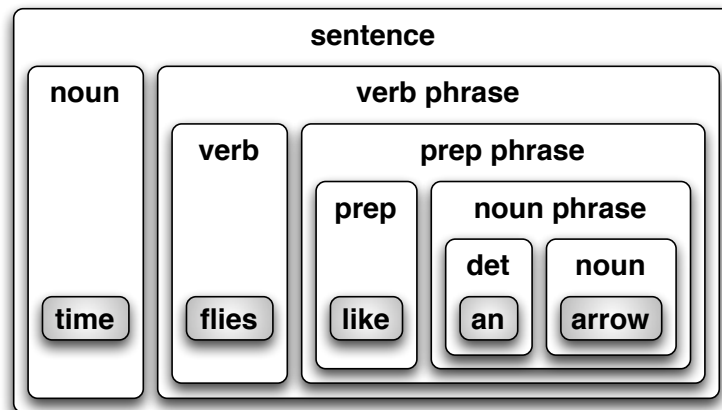 sentence
noun verb phrase
verb prep phrase
prep noun phrase
det noun
time flies like an arrow